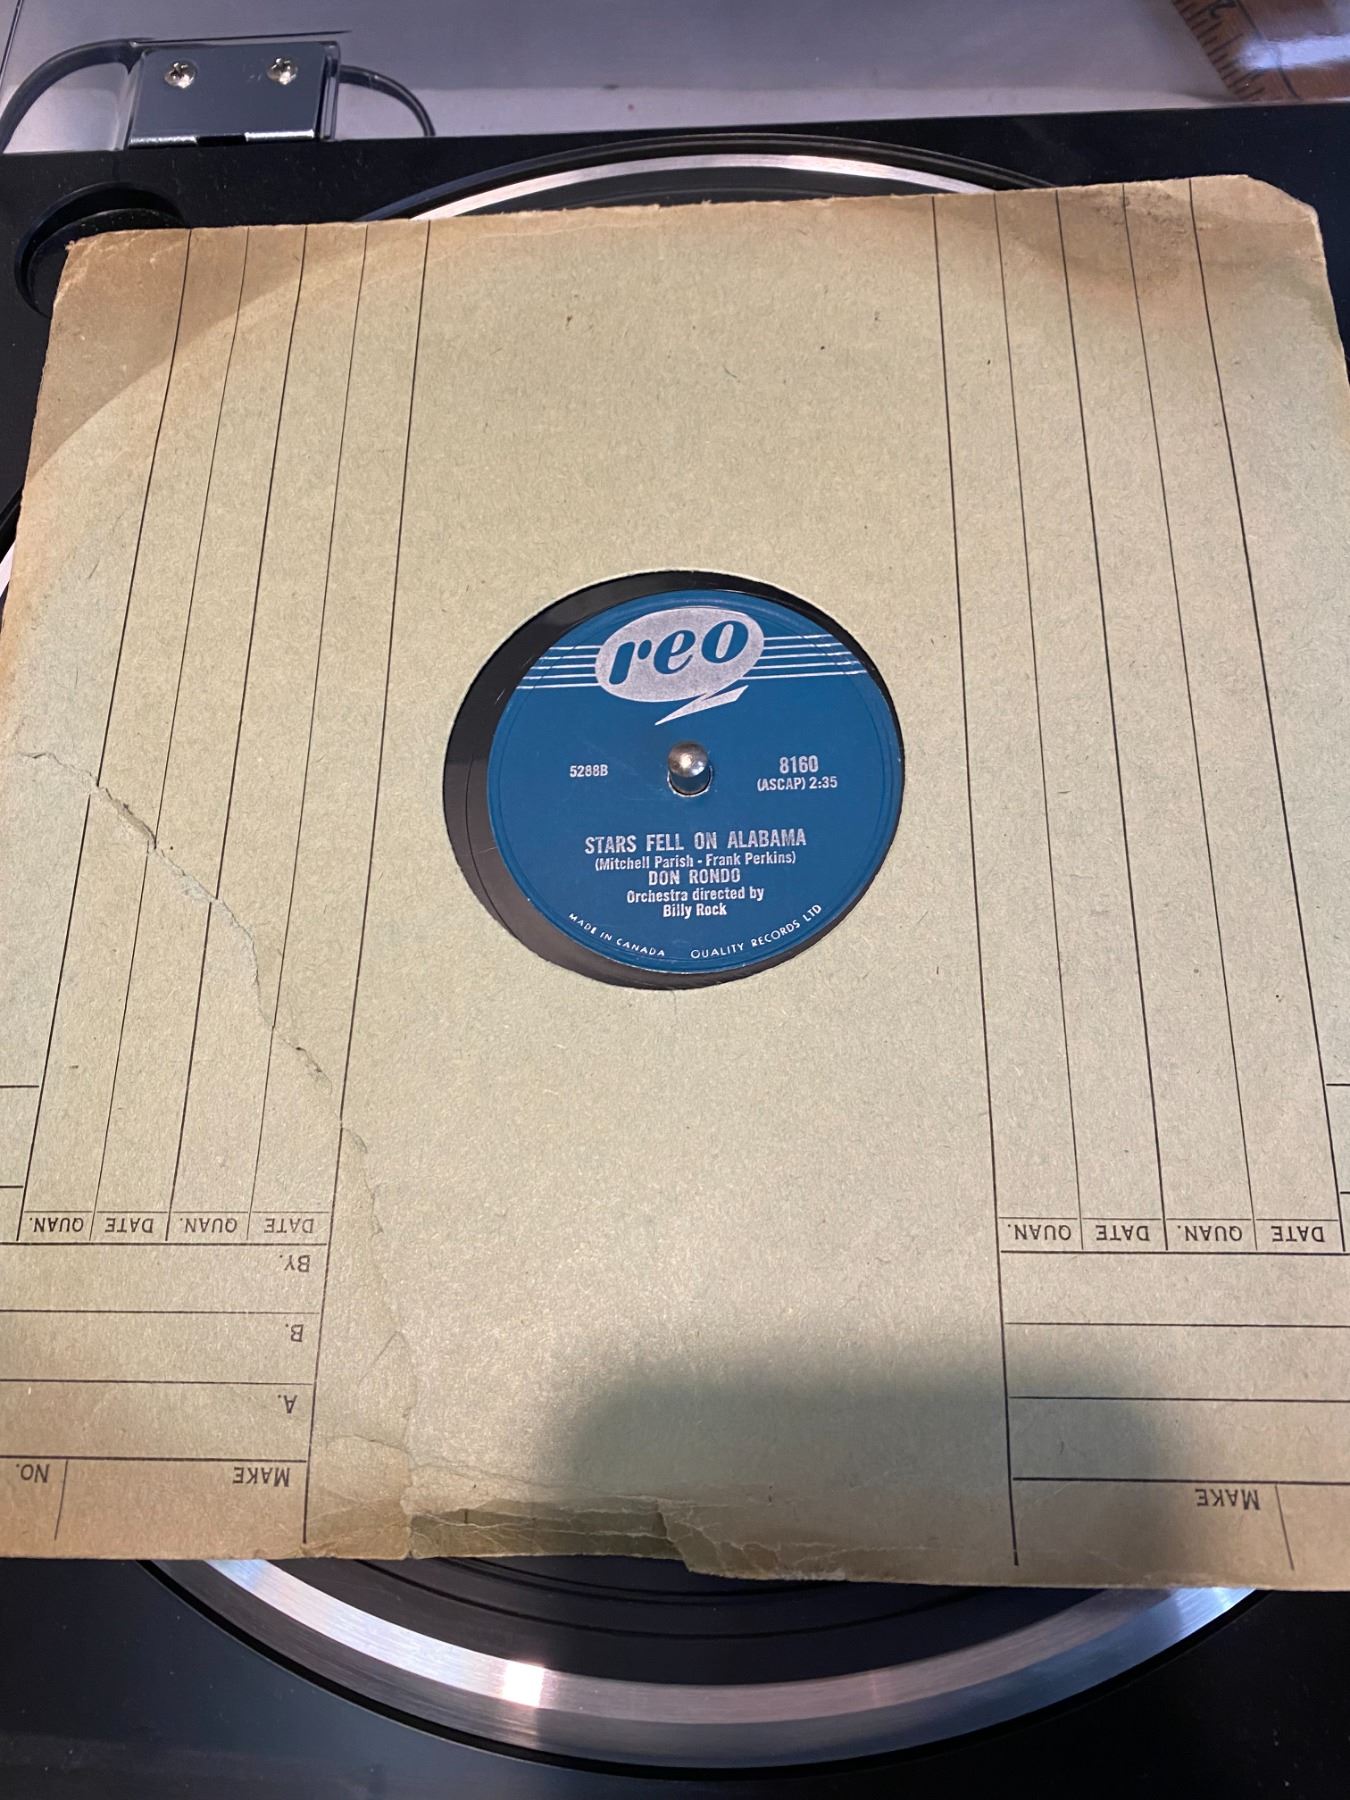 reo
5288B
8160
(ASCAP) 2:35
STARS FELL ON ALABAMA
(Mitchell Parish - Frank Perkins)
DON RONDO
Orchestra directed by
Billy Rock
MADE IN CANADA QUALITY RECORDS LTD
QUAN. DATE QUAN. DATE
BY.
B.
A.
NO. MAKE
QUAN. DATE QUAN. DATE
MAKE
2